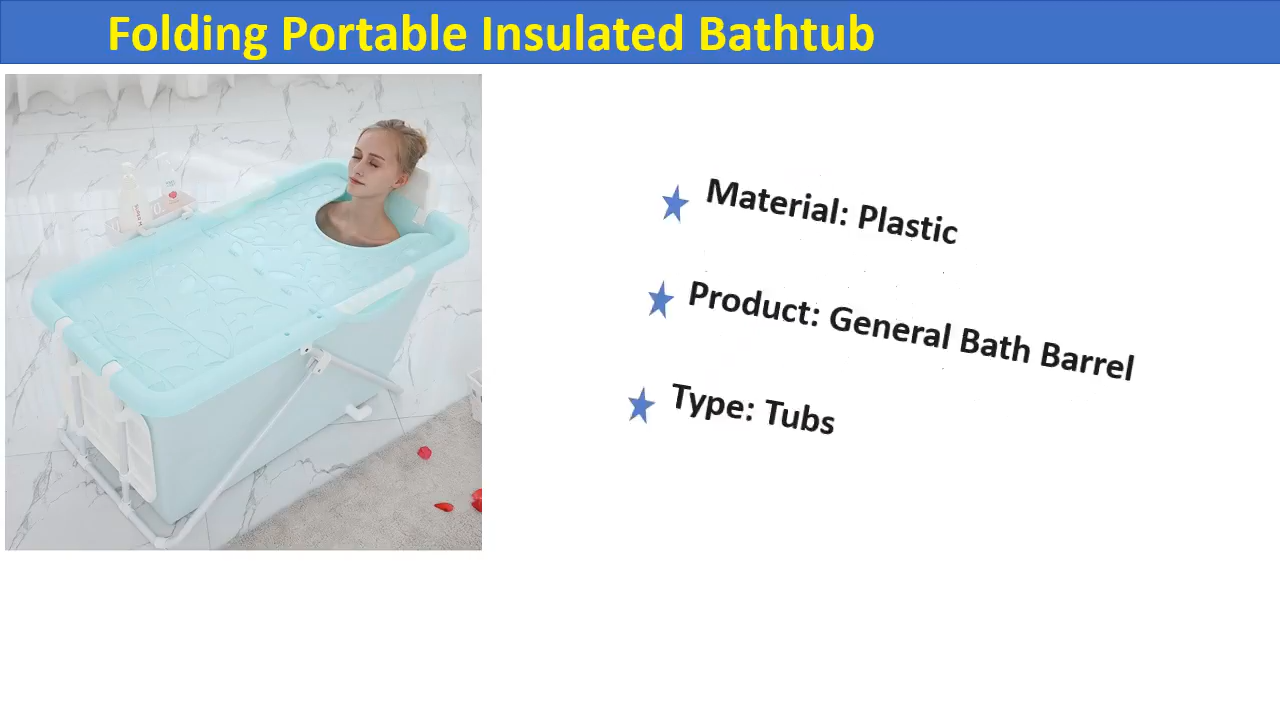 Folding Portable Insulated Bathtub
Material: Plastic
Product: General Bath Barrel
Type: Tubs